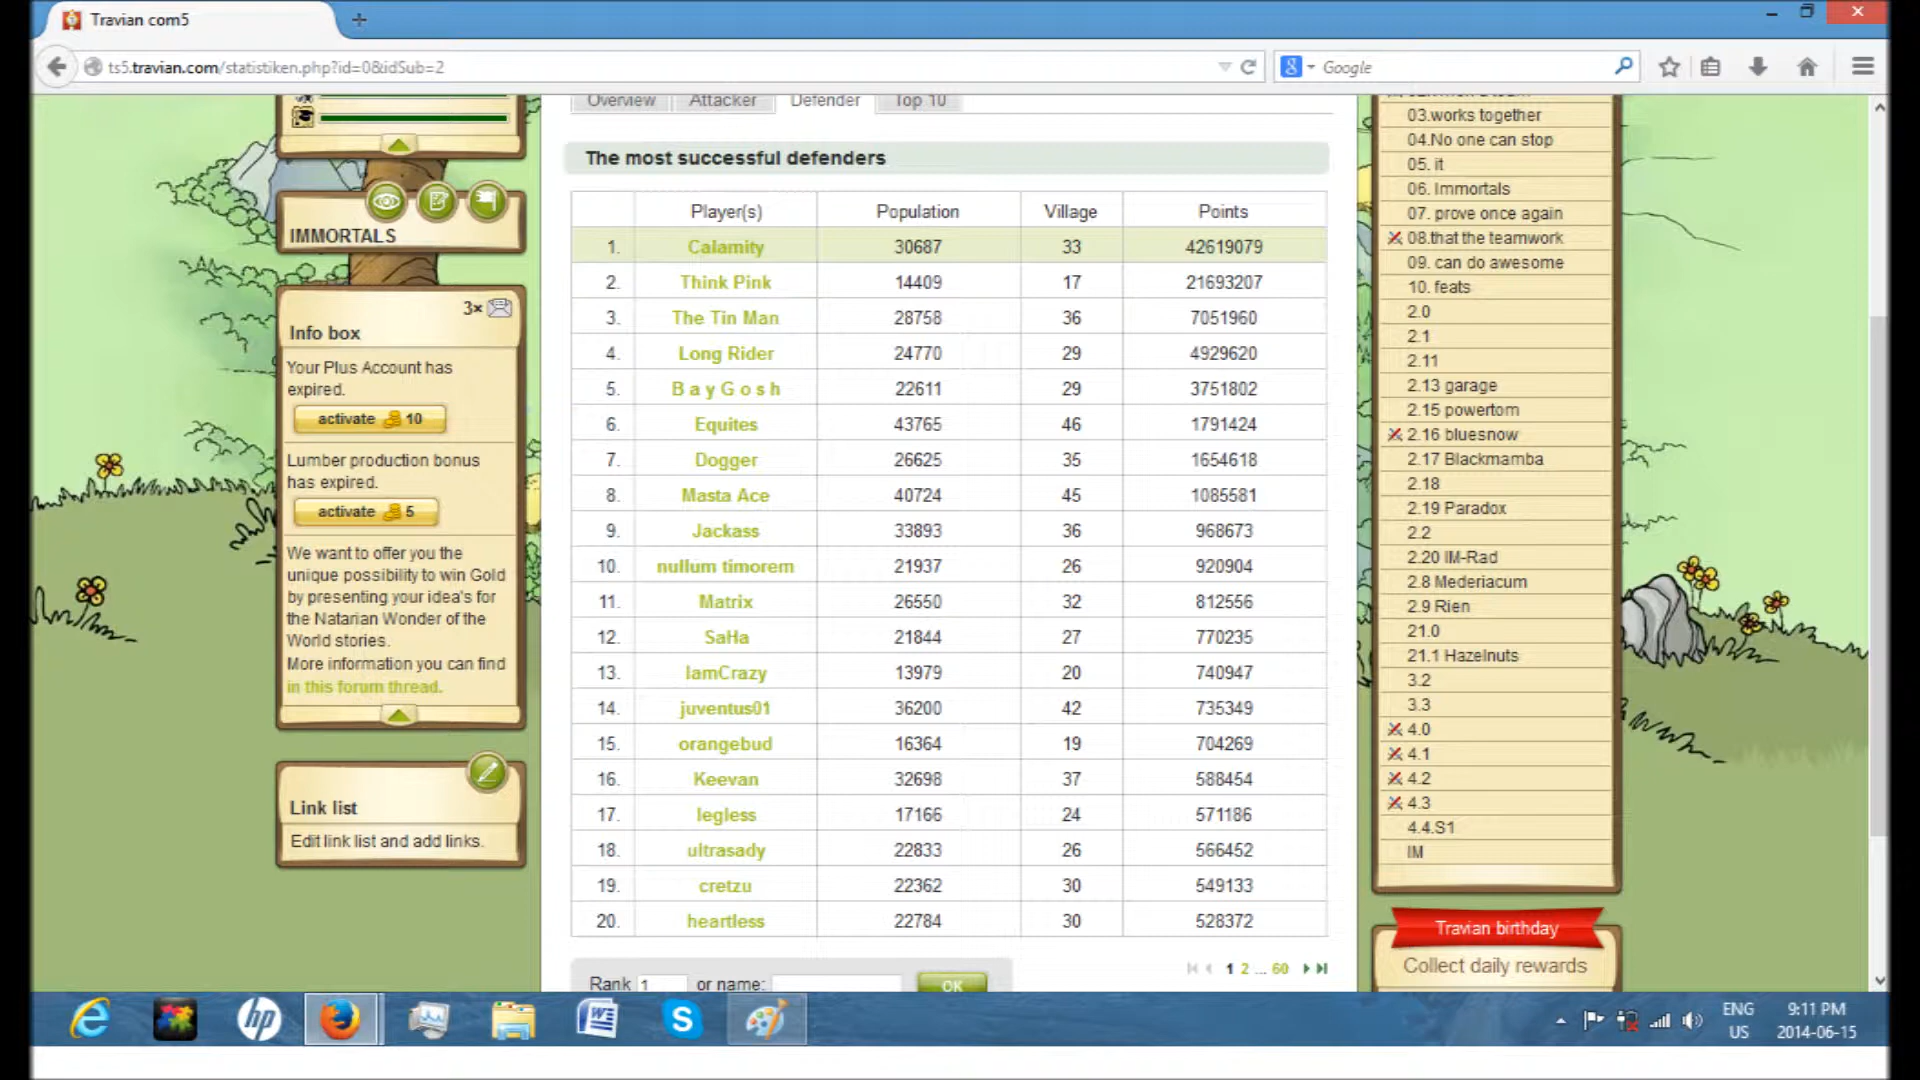 Travian com5
ts5.travian.com/statistiken.php?id=0&idSub=2
Google
Overview Attacker Defender Top 10
The most successful defenders
Player(s) Population Village Points
1. Calamity 30687 33 42619079
2. Think Pink 14409 17 21693207
3. The Tin Man 28758 36 7051960
4. Long Rider 24770 29 4929620
5. B a y G o s h 22611 29 3751802
6. Equites 43765 46 1791424
7. Dogger 26625 35 1654618
8. Masta Ace 40724 45 1085581
9. Jackass 33893 36 968673
10. nullum timorem 21937 26 920904
11. Matrix 26550 32 812556
12. SaHa 21844 27 770235
13. IamCrazy 13979 20 740947
14. juventus01 36200 42 735349
15. orangebud 16364 19 704269
16. Keevan 32698 37 588454
17. legless 17166 24 571186
18. ultrasady 22833 26 566452
19. cretzu 22362 30 549133
20. heartless 22784 30 528372
1 2 ... 60
Rank 1 or name: OK
IMMORTALS
3×
Info box
Your Plus Account has
expired.
activate 10
Lumber production bonus
has expired.
activate 5
We want to offer you the
unique possibility to win Gold
by presenting your idea's for
the Natarian Wonder of the
World stories.
More information you can find
in this forum thread.
Link list
Edit link list and add links.
03.works together
04.No one can stop
05. it
06. Immortals
07. prove once again
08.that the teamwork
09. can do awesome
10. feats
2.0
2.1
2.11
2.13 garage
2.15 powertom
2.16 bluesnow
2.17 Blackmamba
2.18
2.19 Paradox
2.2
2.20 IM-Rad
2.8 Mederiacum
2.9 Rien
21.0
21.1 Hazelnuts
3.2
3.3
4.0
4.1
4.2
4.3
4.4.S1
IM
Travian birthday
Collect daily rewards
hp
ENG
US
9:11 PM
2014-06-15